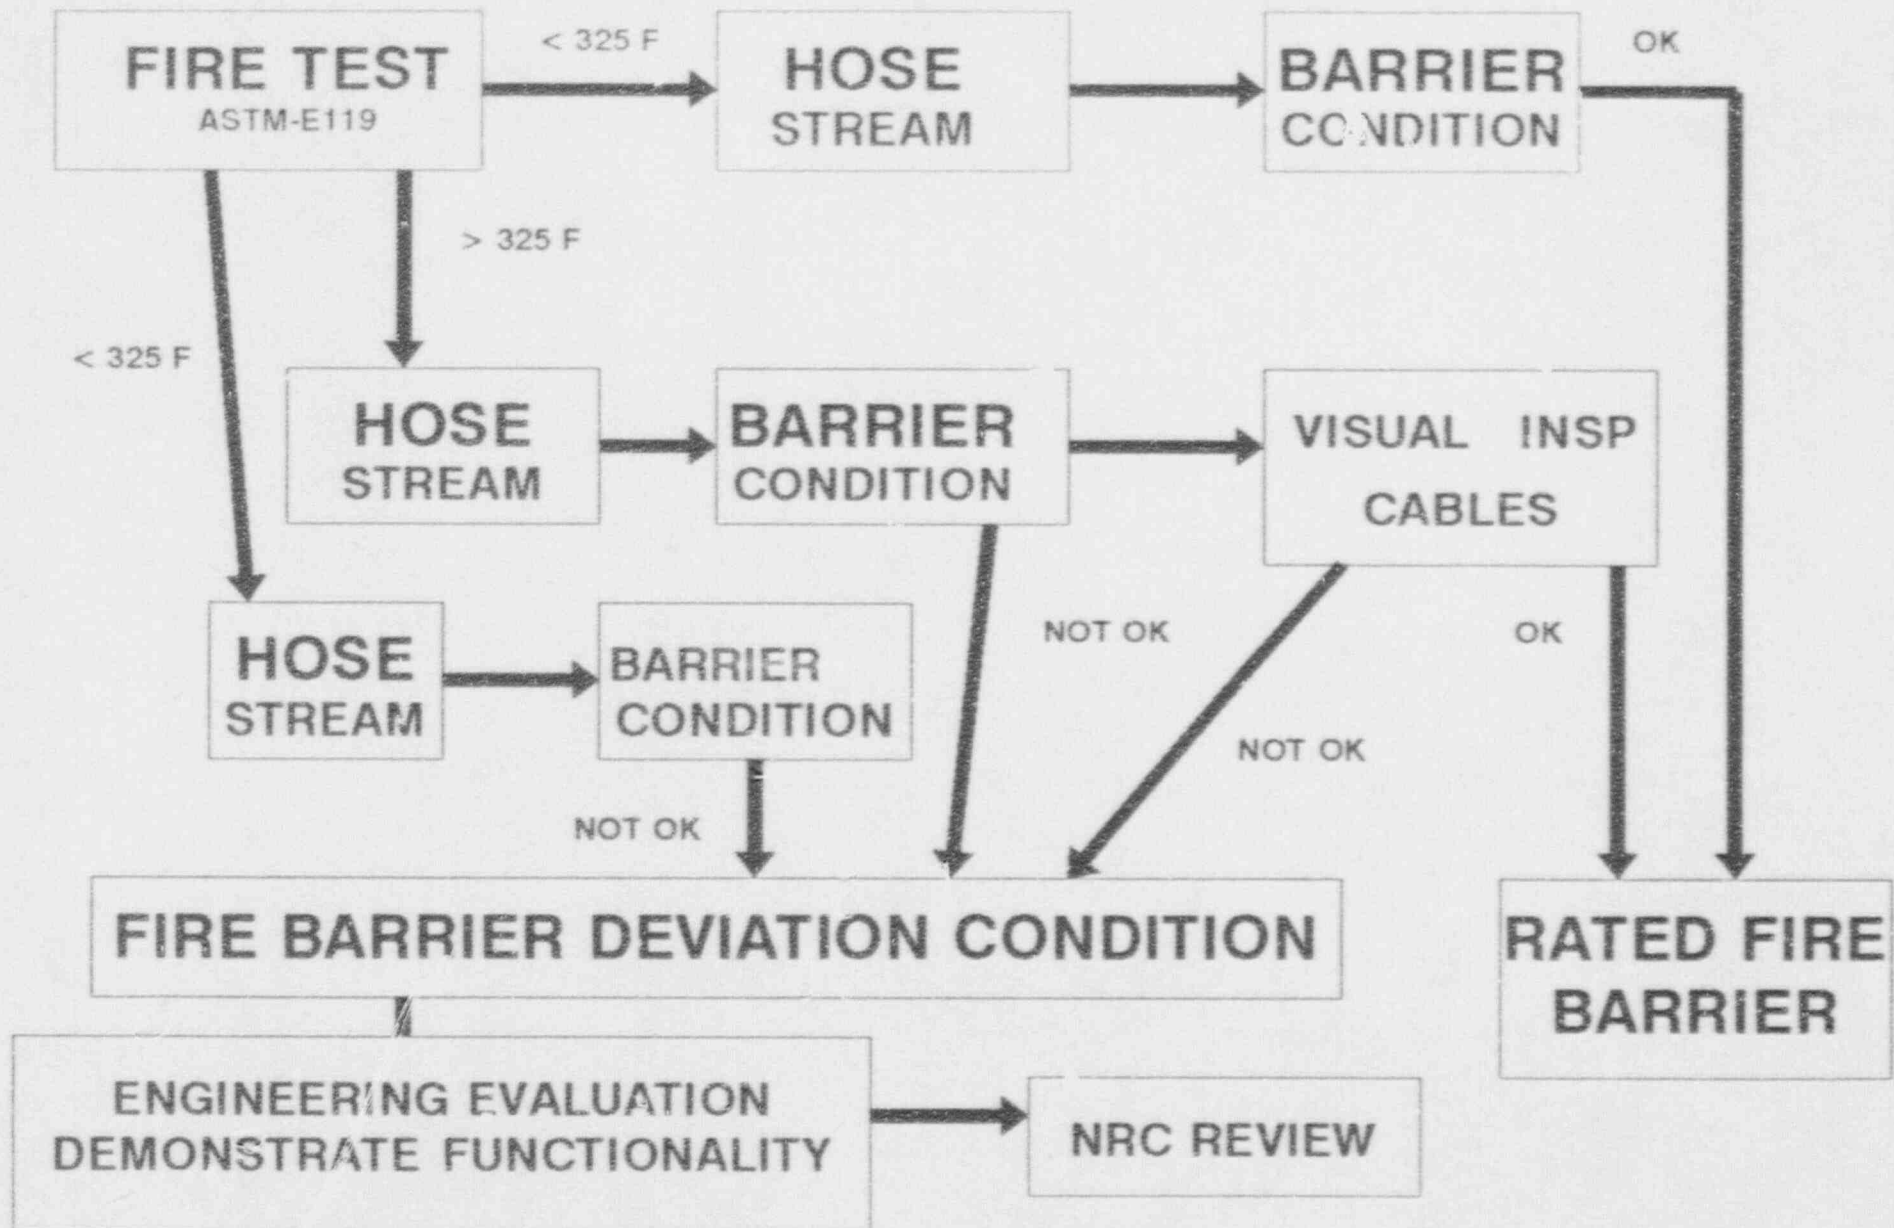 FIRE TEST
ASTM-E119
< 325 F
HOSE
STREAM
BARRIER
CONDITION
OK
> 325 F
< 325 F
HOSE
STREAM
BARRIER
CONDITION
VISUAL INSP
CABLES
HOSE
STREAM
BARRIER
CONDITION
NOT OK
OK
NOT OK
NOT OK
FIRE BARRIER DEVIATION CONDITION
RATED FIRE
BARRIER
ENGINEERING EVALUATION
DEMONSTRATE FUNCTIONALITY
NRC REVIEW